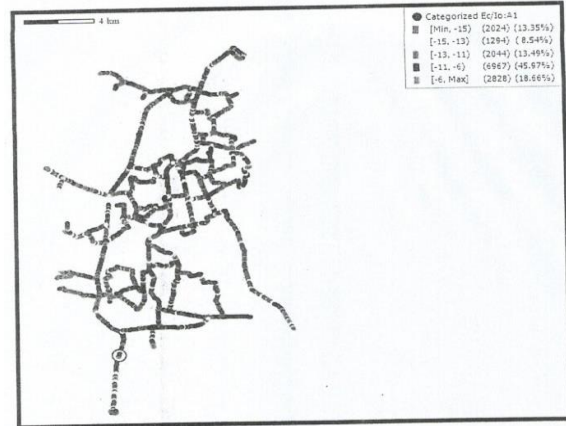 4 km
Categorized Ec/Io:A1
[Min, -15) (2024) (13.35%)
[-15, -13) (1294) ( 8.54%)
[-13, -11) (2044) (13.49%)
[-11, -6) (6967) (45.97%)
[-6, Max] (2828) (18.66%)